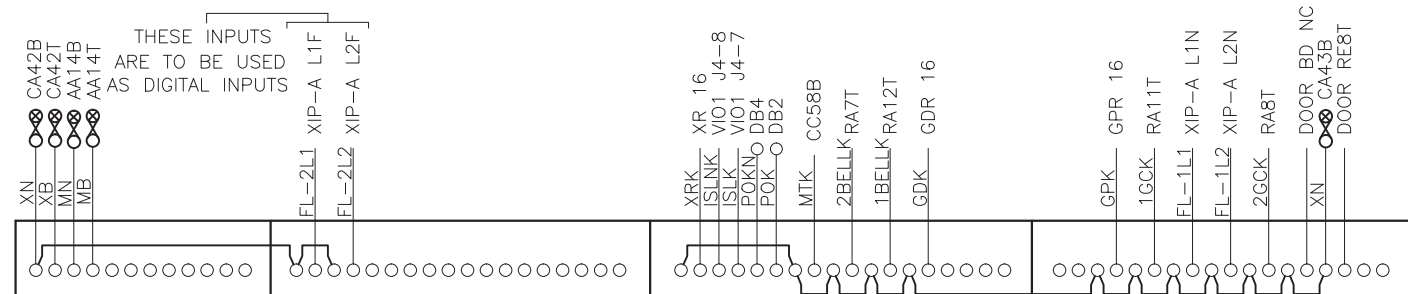 THESE INPUTS
ARE TO BE USED
AS DIGITAL INPUTS
CA42B
CA42T
AA14B
AA14T
XIP-A L1F
XIP-A L2F
XR 16
VIO1 J4-8
VIO1 J4-7
DB4
DB2
CC58B
RA7T
RA12T
GDR 16
GPR 16
RA11T
XIP-A L1N
XIP-A L2N
RA8T
DOOR BD NC
CA43B
DOOR RE8T
XN
XB
MN
MB
FL-2L1
FL-2L2
XRK
ISLNK
ISLK
POKN
POK
MTK
2BELLK
1BELLK
GDK
GPK
1GCK
FL-1L1
FL-1L2
2GCK
XN